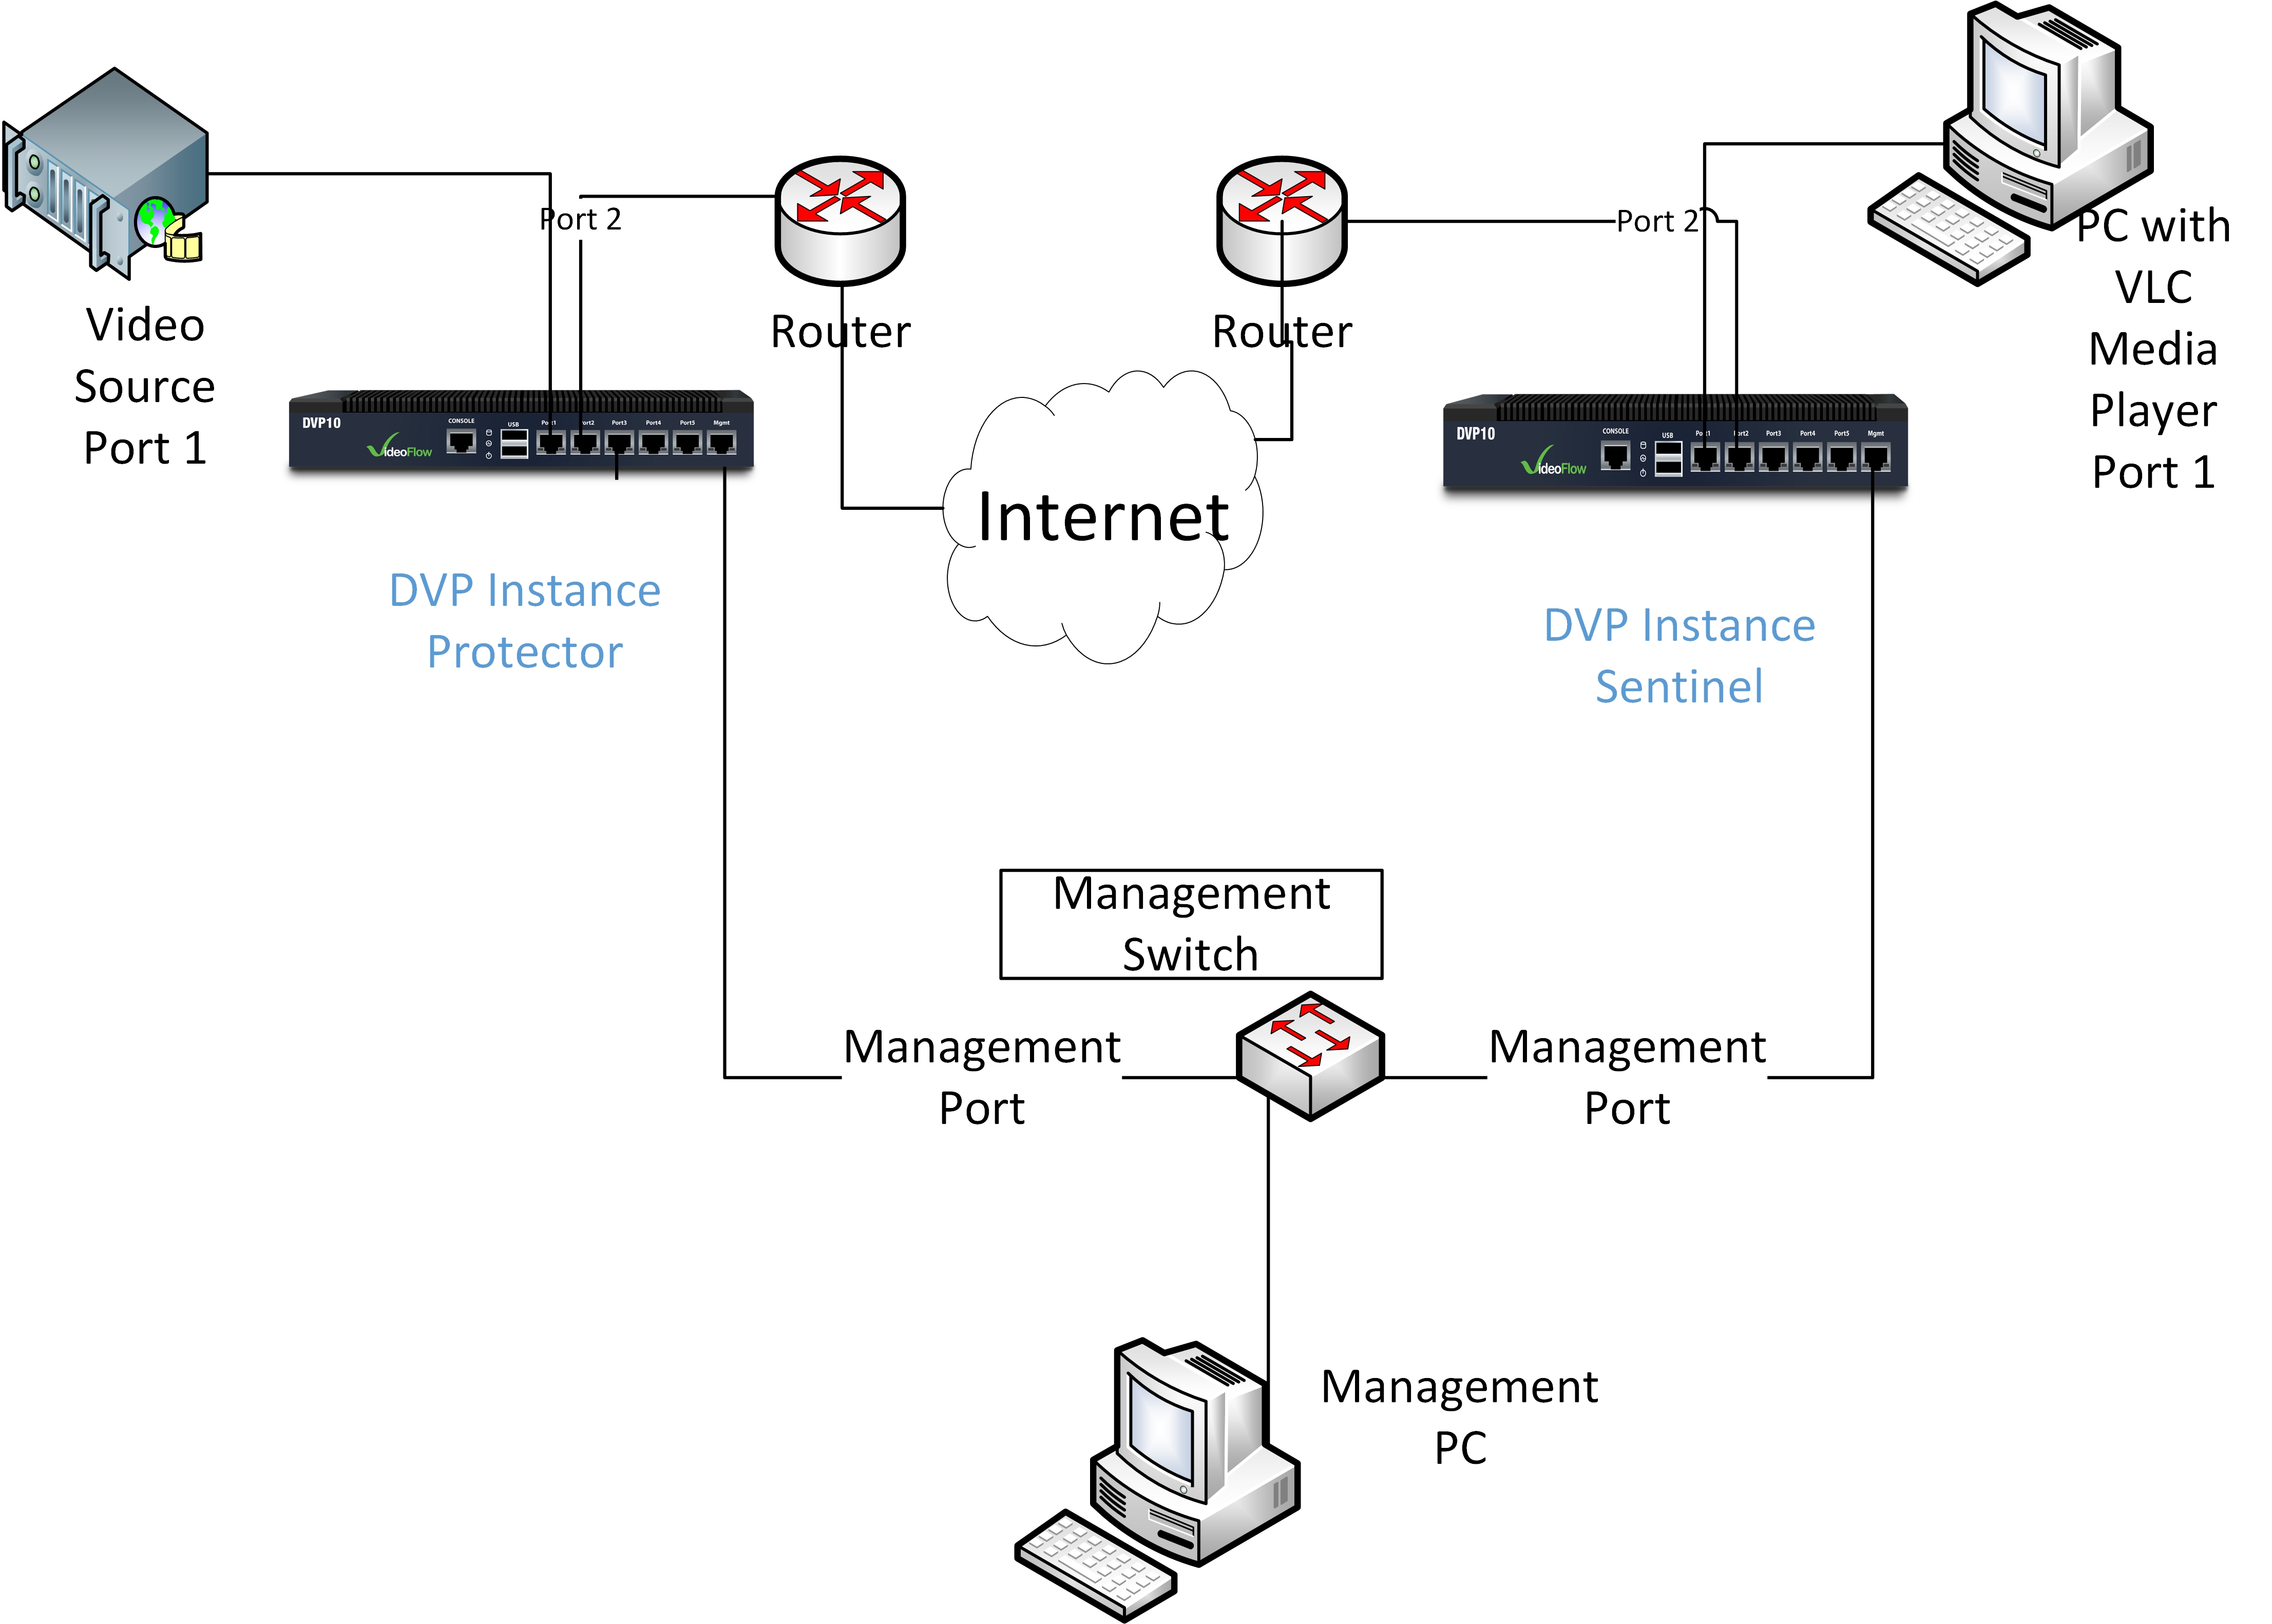 Video
Source
Port 1
Port 2
Router
Router
Port 2
PC with
VLC
Media
Player
Port 1
DVP10
VideoFlow
CONSOLE
USB
Port1
Port2
Port3
Port4
Port5
Mgmt
DVP10
VideoFlow
CONSOLE
USB
Port1
Port2
Port3
Port4
Port5
Mgmt
Internet
DVP Instance
Protector
DVP Instance
Sentinel
Management
Switch
Management
Port
Management
Port
Management
PC